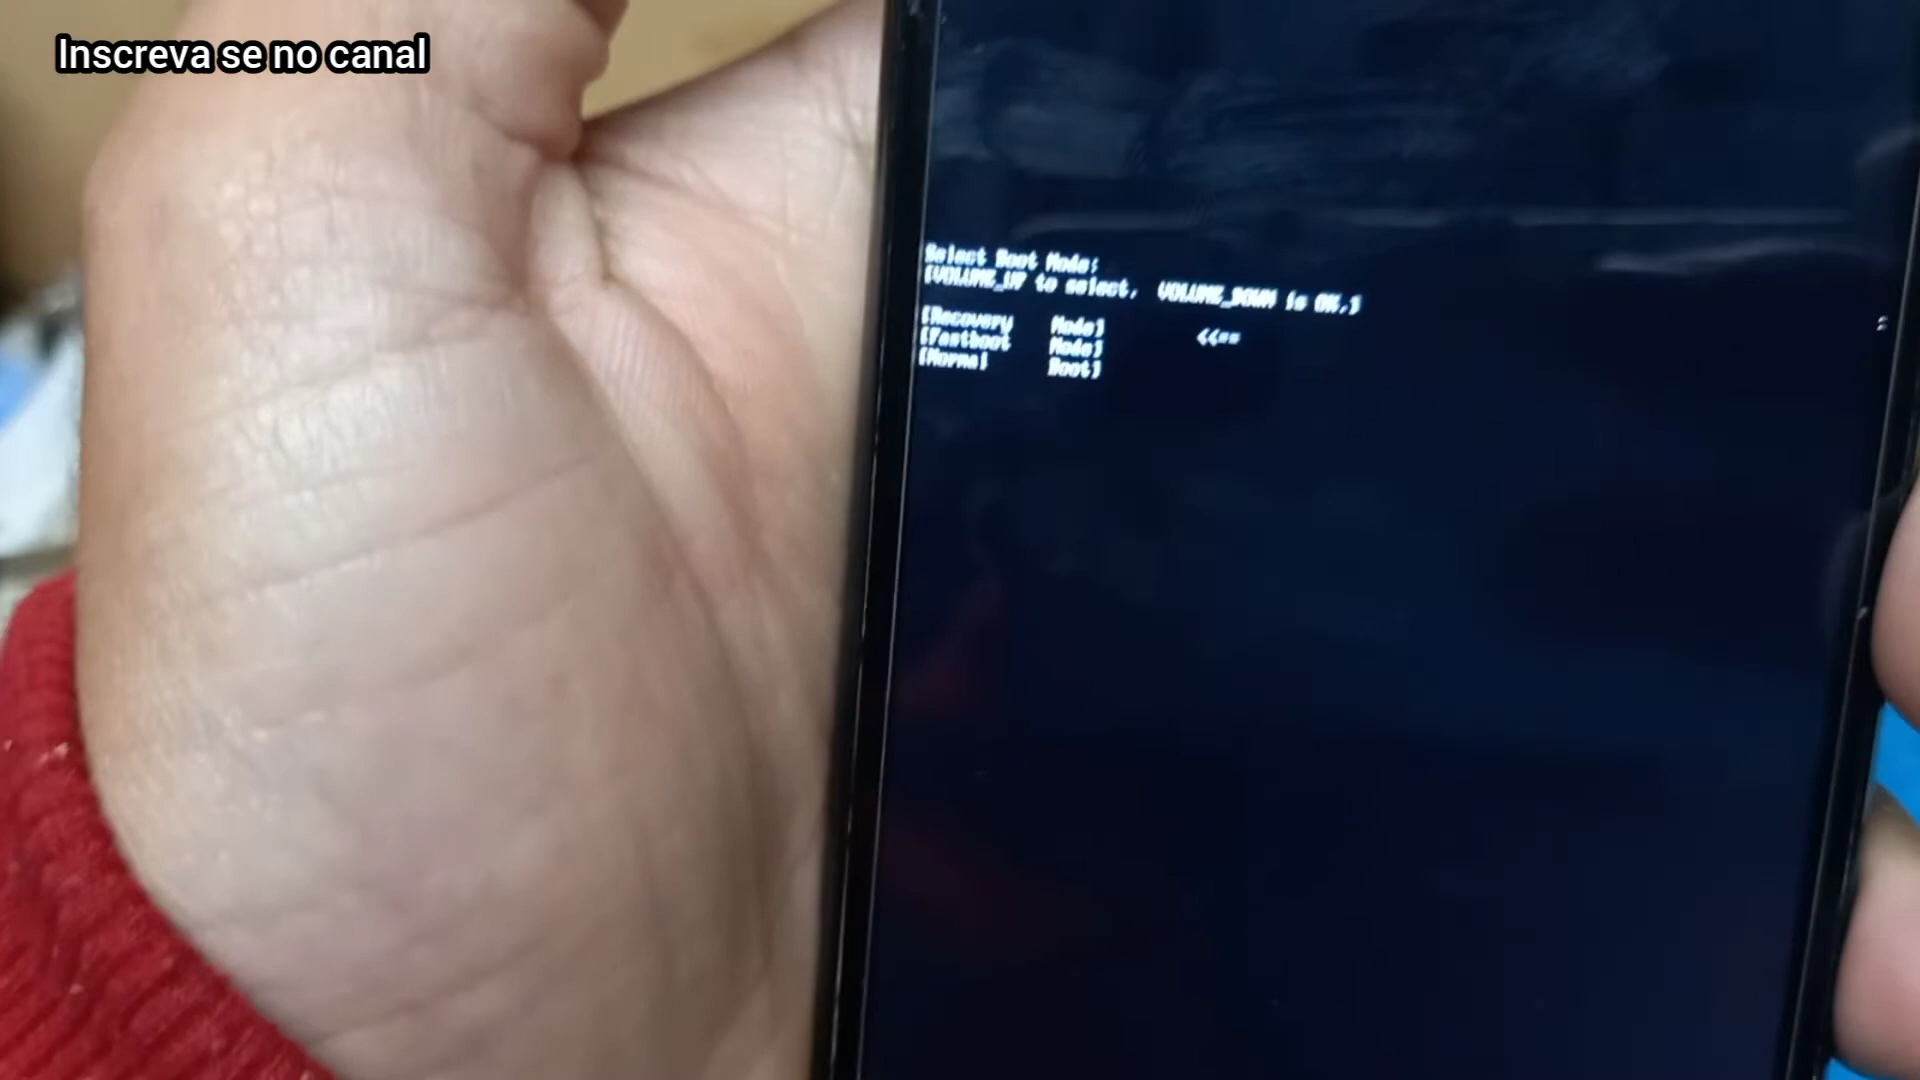 Inscreva se no canal
Select Boot Mode:
[VOLUME_UP to select, VOLUME_DOWN is OK.]
[Recovery Mode] <<==
[Fastboot Mode]
[Normal Boot]